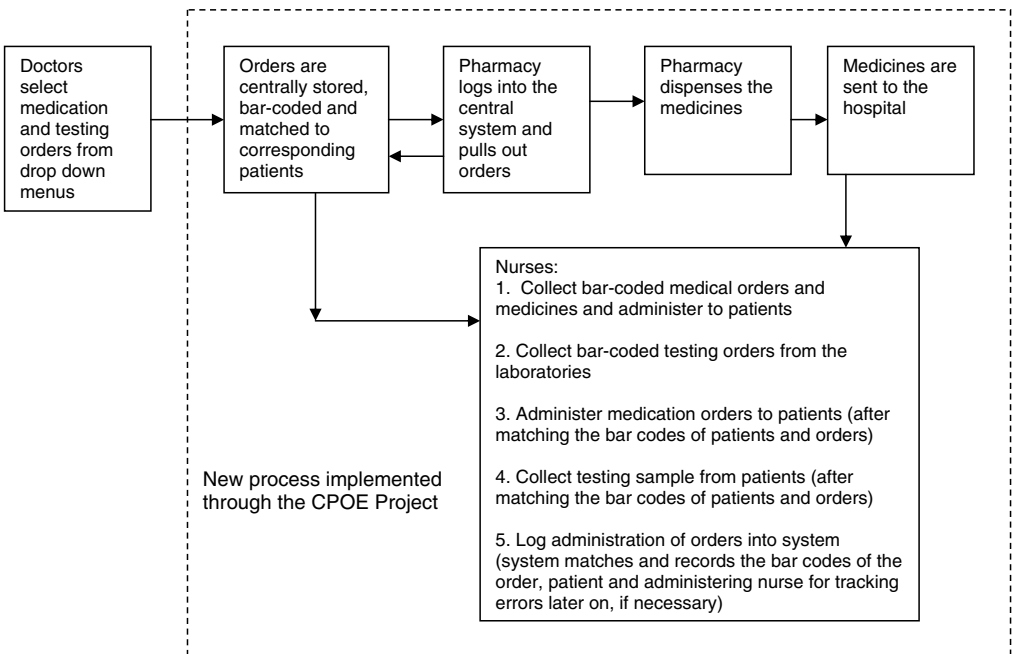 Doctors
select
medication
and testing
orders from
drop down
menus
Orders are
centrally stored,
bar-coded and
matched to
corresponding
patients
Pharmacy
logs into the
central
system and
pulls out
orders
Pharmacy
dispenses the
medicines
Medicines are
sent to the
hospital
Nurses:
1. Collect bar-coded medical orders and
medicines and administer to patients
2. Collect bar-coded testing orders from the
laboratories
3. Administer medication orders to patients (after
matching the bar codes of patients and orders)
4. Collect testing sample from patients (after
matching the bar codes of patients and orders)
5. Log administration of orders into system
(system matches and records the bar codes of the
order, patient and administering nurse for tracking
errors later on, if necessary)
New process implemented
through the CPOE Project